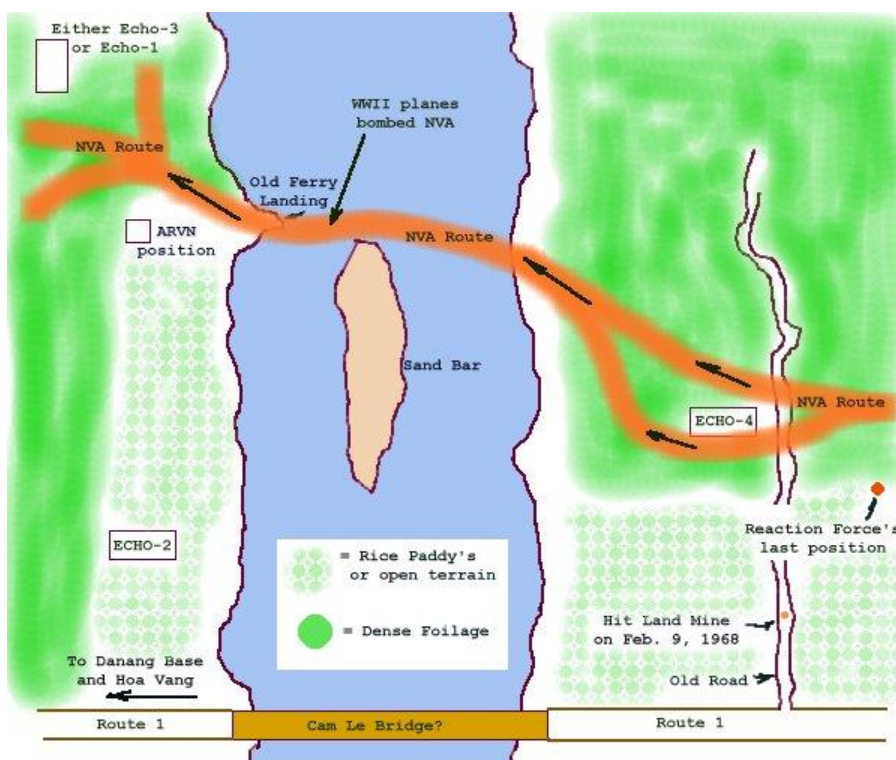 Either Echo-3
or Echo-1
WWII planes
bombed NVA
NVA Route
Old Ferry
Landing
ARVN
position
NVA Route
Sand Bar
NVA Route
ECHO-4
Reaction Force's
last position
ECHO-2
= Rice Paddy's
or open terrain
= Dense Foilage
Hit Land Mine
on Feb. 9, 1968
To Danang Base
and Hoa Vang
Old Road
Route 1
Cam Le Bridge?
Route 1